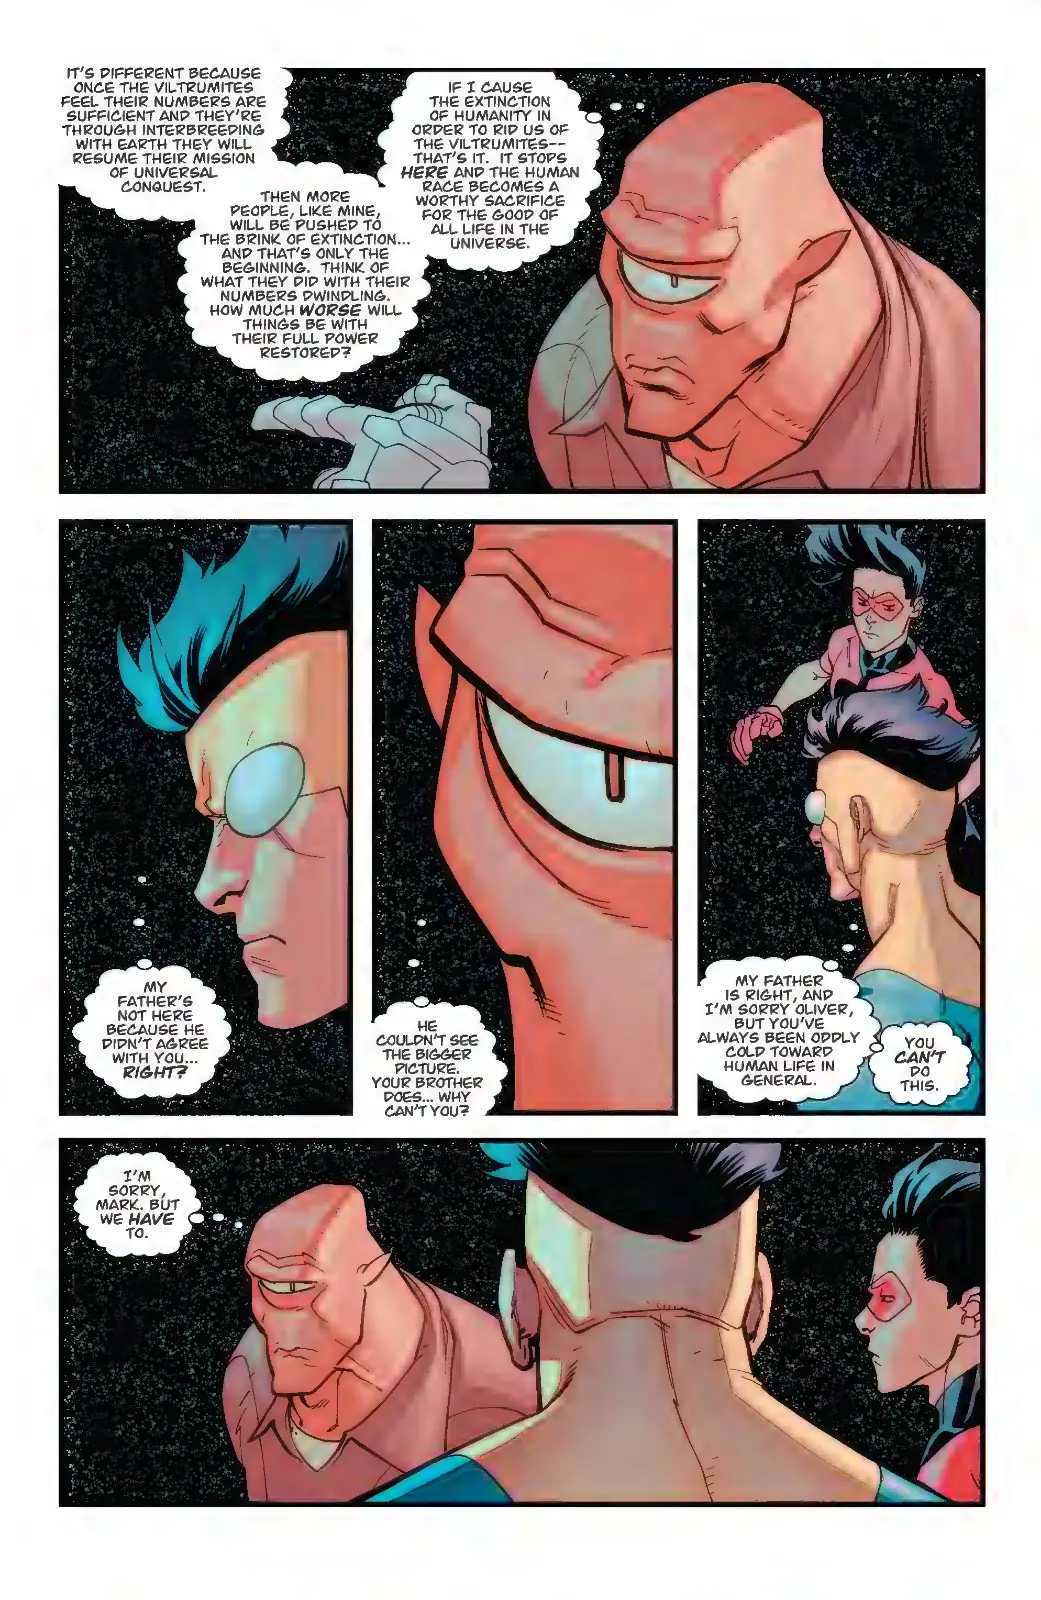 IT'S DIFFERENT BECAUSE
ONCE THE VILTRUMITES
FEEL THEIR NUMBERS ARE
SUFFICIENT AND THEY'RE
THROUGH INTERBREEDING
WITH EARTH THEY WILL
RESUME THEIR MISSION
OF UNIVERSAL
CONQUEST.
THEN MORE
PEOPLE, LIKE MINE,
WILL BE PUSHED TO
THE BRINK OF EXTINCTION...
AND THAT'S ONLY THE
BEGINNING. THINK OF
WHAT THEY DID WITH THEIR
NUMBERS DWINDLING.
HOW MUCH WORSE WILL
THINGS BE WITH
THEIR FULL POWER
RESTORED?
IF I CAUSE
THE EXTINCTION
OF HUMANITY IN
ORDER TO RID US OF
THE VILTRUMITES--
THAT'S IT. IT STOPS
HERE AND THE HUMAN
RACE BECOMES A
WORTHY SACRIFICE
FOR THE GOOD OF
ALL LIFE IN THE
UNIVERSE.
MY
FATHER'S
NOT HERE
BECAUSE HE
DIDN'T AGREE
WITH YOU...
RIGHT?
HE
COULDN'T SEE
THE BIGGER
PICTURE.
YOUR BROTHER
DOES... WHY
CAN'T YOU?
MY FATHER
IS RIGHT, AND
I'M SORRY OLIVER,
BUT YOU'VE
ALWAYS BEEN ODDLY
COLD TOWARD
HUMAN LIFE IN
GENERAL.
YOU
CAN'T
DO
THIS.
I'M
SORRY,
MARK. BUT
WE HAVE
TO.